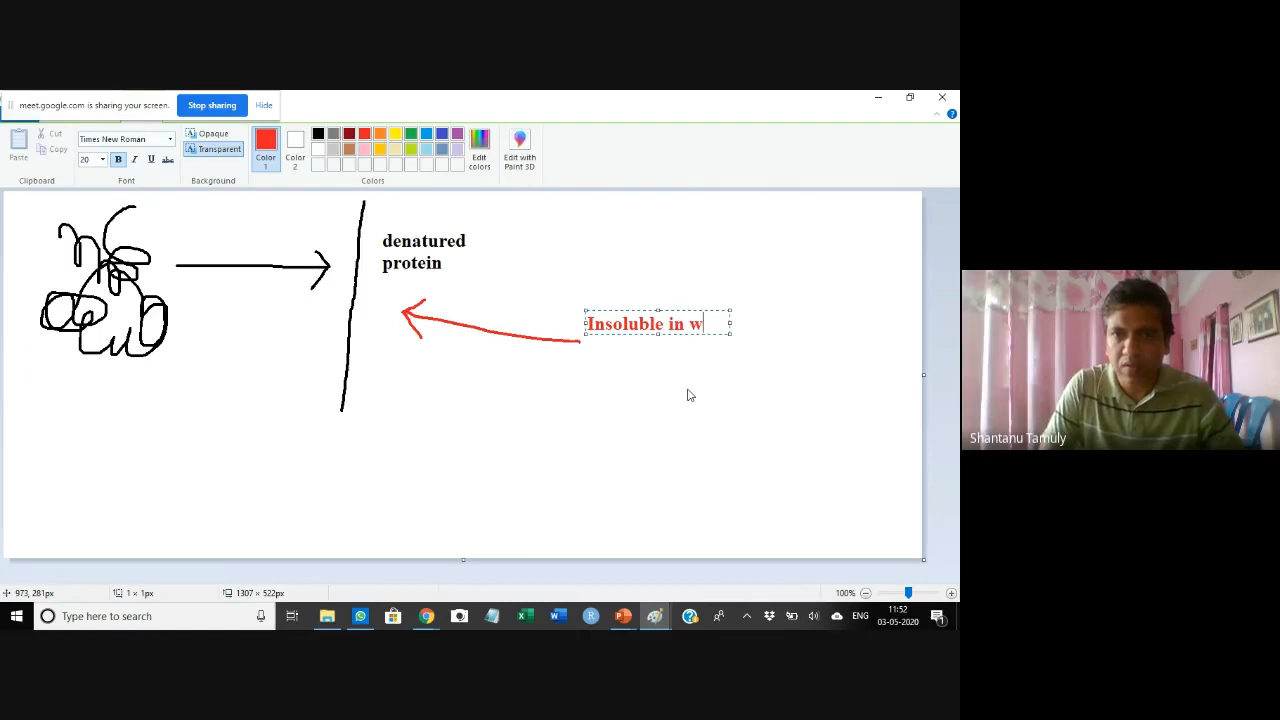 meet.google.com is sharing your screen.
Stop sharing
Hide
Paste
Cut
Copy
Clipboard
Times New Roman
20
B
I
U
abc
Font
Opaque
Transparent
Background
Color
1
Color
2
Edit
colors
Colors
Edit with
Paint 3D
denatured
protein
Insoluble in w
Shantanu Tamuly
973, 281px
1 × 1px
1307 × 522px
100%
Type here to search
ENG
11:52
03-05-2020